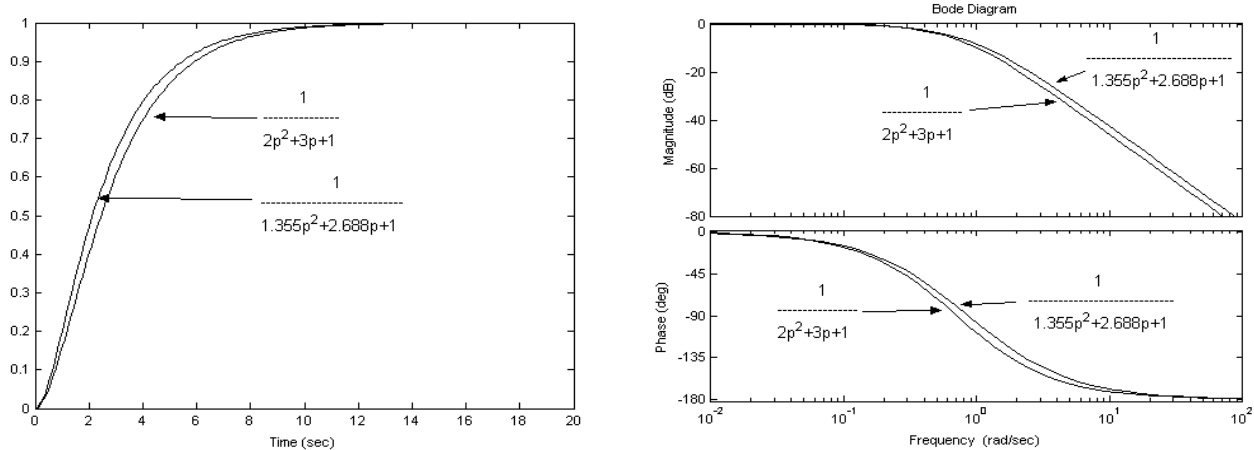 1
0.9
0.8
0.7
0.6
0.5
0.4
0.3
0.2
0.1
0
0 2 4 6 8 10 12 14 16 18 20
Time (sec)
1
2p²+3p+1
1
1.355p²+2.688p+1
Bode Diagram
Magnitude (dB)
0
-20
-40
-60
-80
1
1.355p²+2.688p+1
1
2p²+3p+1
Phase (deg)
0
-45
-90
-135
-180
1
2p²+3p+1
1
1.355p²+2.688p+1
10⁻² 10⁻¹ 10⁰ 10¹ 10²
Frequency (rad/sec)